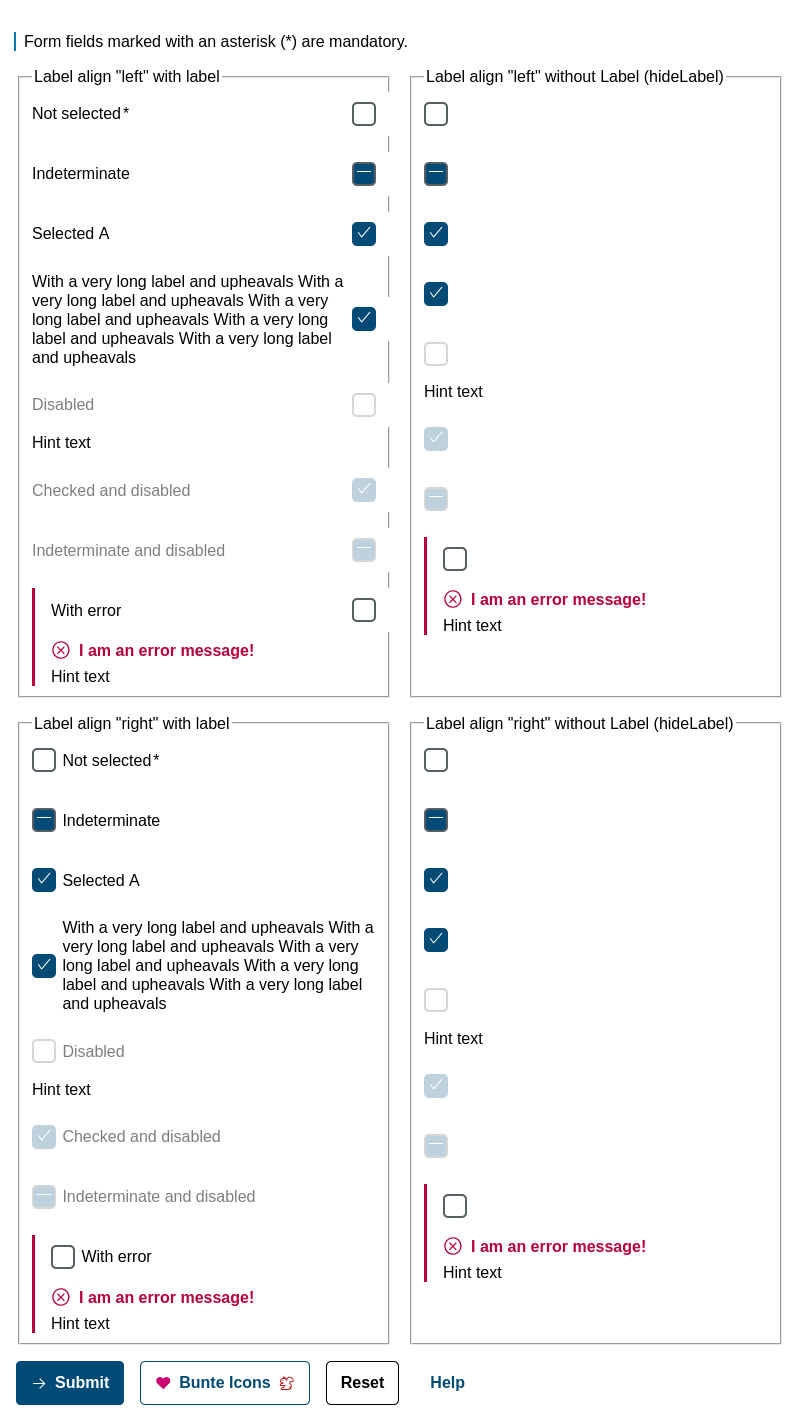 Form fields marked with an asterisk (*) are mandatory.
Label align "left" with label
Not selected*
Indeterminate
Selected A
With a very long label and upheavals With a
very long label and upheavals With a very
long label and upheavals With a very long
label and upheavals With a very long label
and upheavals
Disabled
Hint text
Checked and disabled
Indeterminate and disabled
With error
I am an error message!
Hint text
Label align "left" without Label (hideLabel)
Hint text
I am an error message!
Hint text
Label align "right" with label
Not selected*
Indeterminate
Selected A
With a very long label and upheavals With a
very long label and upheavals With a very
long label and upheavals With a very long
label and upheavals With a very long label
and upheavals
Disabled
Hint text
Checked and disabled
Indeterminate and disabled
With error
I am an error message!
Hint text
Label align "right" without Label (hideLabel)
Hint text
I am an error message!
Hint text
Submit Bunte Icons Reset Help